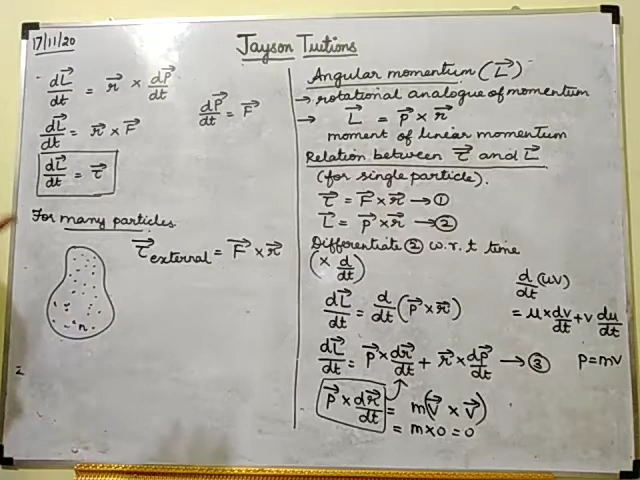 17/11/20
Jayson Tuitions
Angular momentum (L⃗)
→ rotational analogue of momentum
→ L⃗ = p⃗ × r⃗
moment of linear momentum
Relation between τ⃗ and L⃗
(for single particle).
τ⃗ = F⃗ × r⃗ → ①
L⃗ = p⃗ × r⃗ → ②
Differentiate ② w.r.t time
(× d/dt)
d/dt (uv)
= u × dv/dt + v du/dt
dL⃗/dt = d/dt (p⃗ × r⃗)
dL⃗/dt = p⃗ × dr⃗/dt + r⃗ × dp⃗/dt → ③
p = mv
p⃗ × dr⃗/dt = m(v⃗ × v⃗)
= m × 0 = 0
dL⃗/dt = r⃗ × dP⃗/dt
dP⃗/dt = F⃗
dL⃗/dt = r⃗ × F⃗
dL⃗/dt = τ⃗
For many particles.
τ⃗ external = F⃗ × r⃗
n